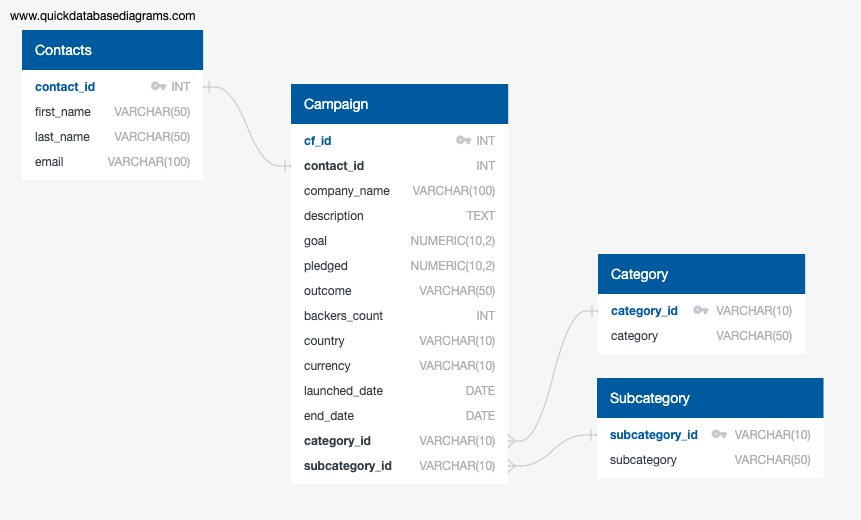 www.quickdatabasediagrams.com
Contacts
contact_id INT
first_name VARCHAR(50)
last_name VARCHAR(50)
email VARCHAR(100)
Campaign
cf_id INT
contact_id INT
company_name VARCHAR(100)
description TEXT
goal NUMERIC(10,2)
pledged NUMERIC(10,2)
outcome VARCHAR(50)
backers_count INT
country VARCHAR(10)
currency VARCHAR(10)
launched_date DATE
end_date DATE
category_id VARCHAR(10)
subcategory_id VARCHAR(10)
Category
category_id VARCHAR(10)
category VARCHAR(50)
Subcategory
subcategory_id VARCHAR(10)
subcategory VARCHAR(50)